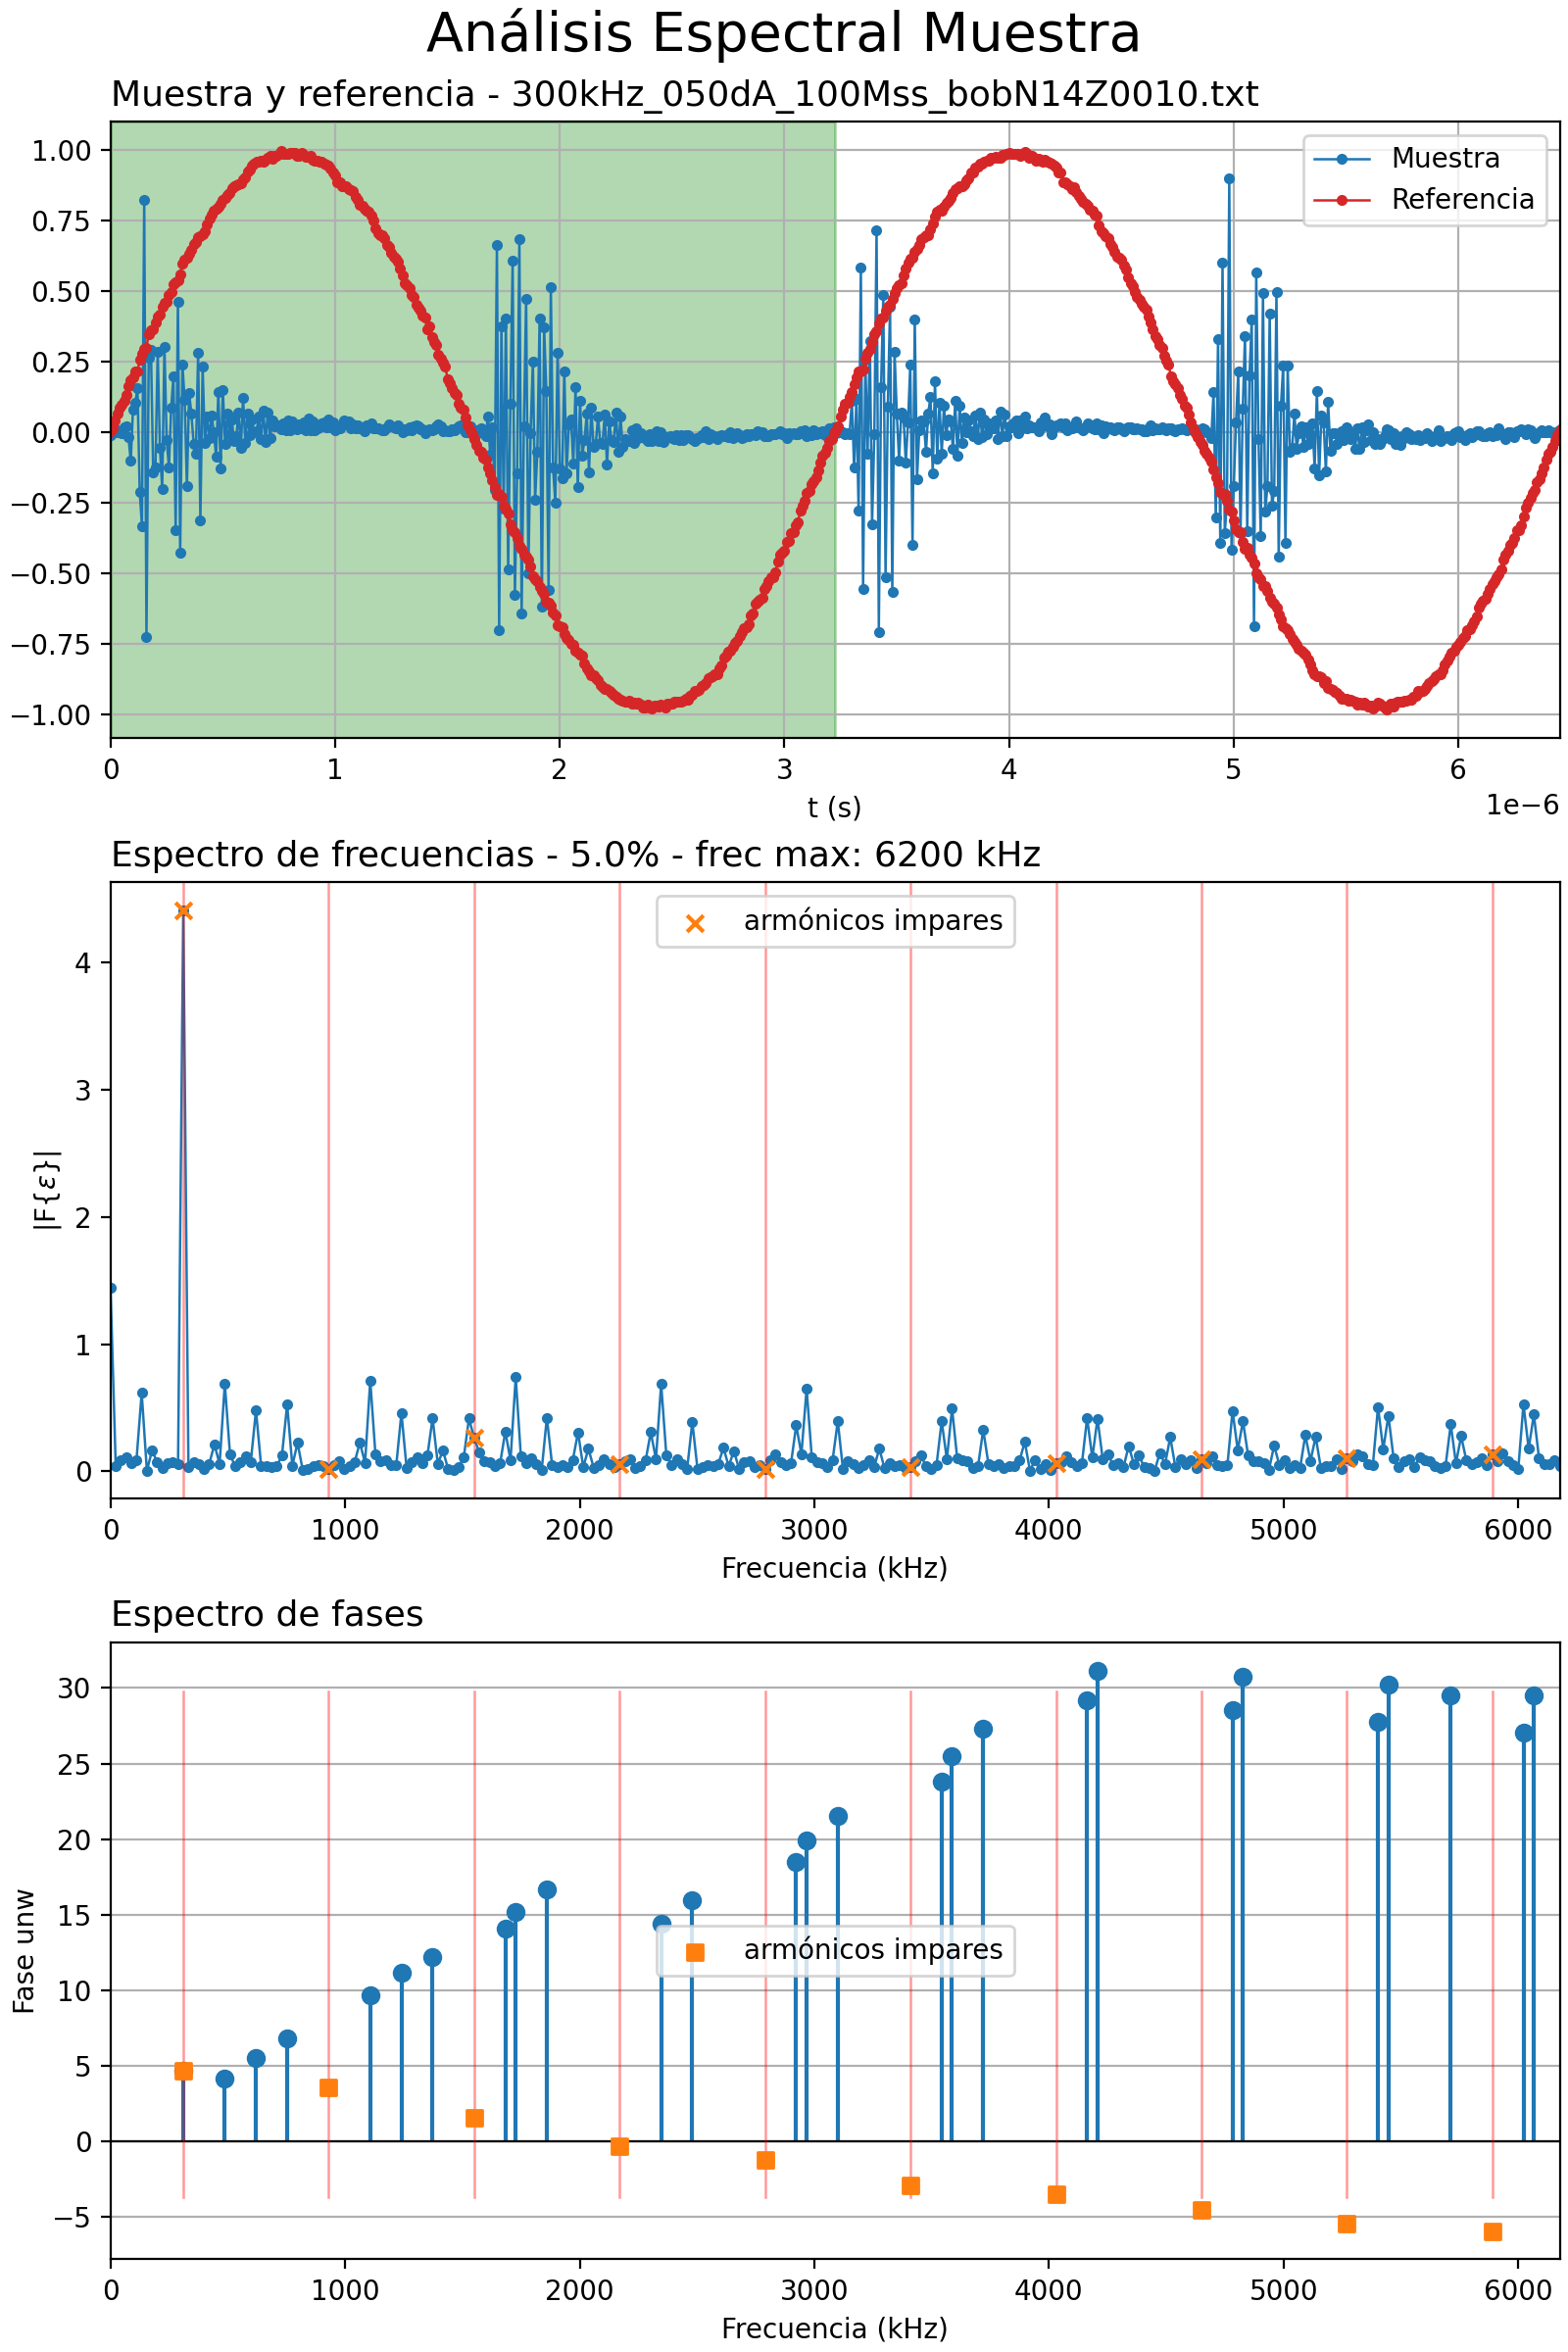 Análisis Espectral Muestra
Muestra y referencia - 300kHz_050dA_100Mss_bobN14Z0010.txt
1.00
0.75
0.50
0.25
0.00
−0.25
−0.50
−0.75
−1.00
Muestra
Referencia
0 1 2 3 4 5 6
t (s)
1e−6
Espectro de frecuencias - 5.0% - frec max: 6200 kHz
armónicos impares
4
3
2
1
0
|F{ε}|
0 1000 2000 3000 4000 5000 6000
Frecuencia (kHz)
Espectro de fases
30
25
20
15
10
5
0
−5
Fase unw
armónicos impares
0 1000 2000 3000 4000 5000 6000
Frecuencia (kHz)